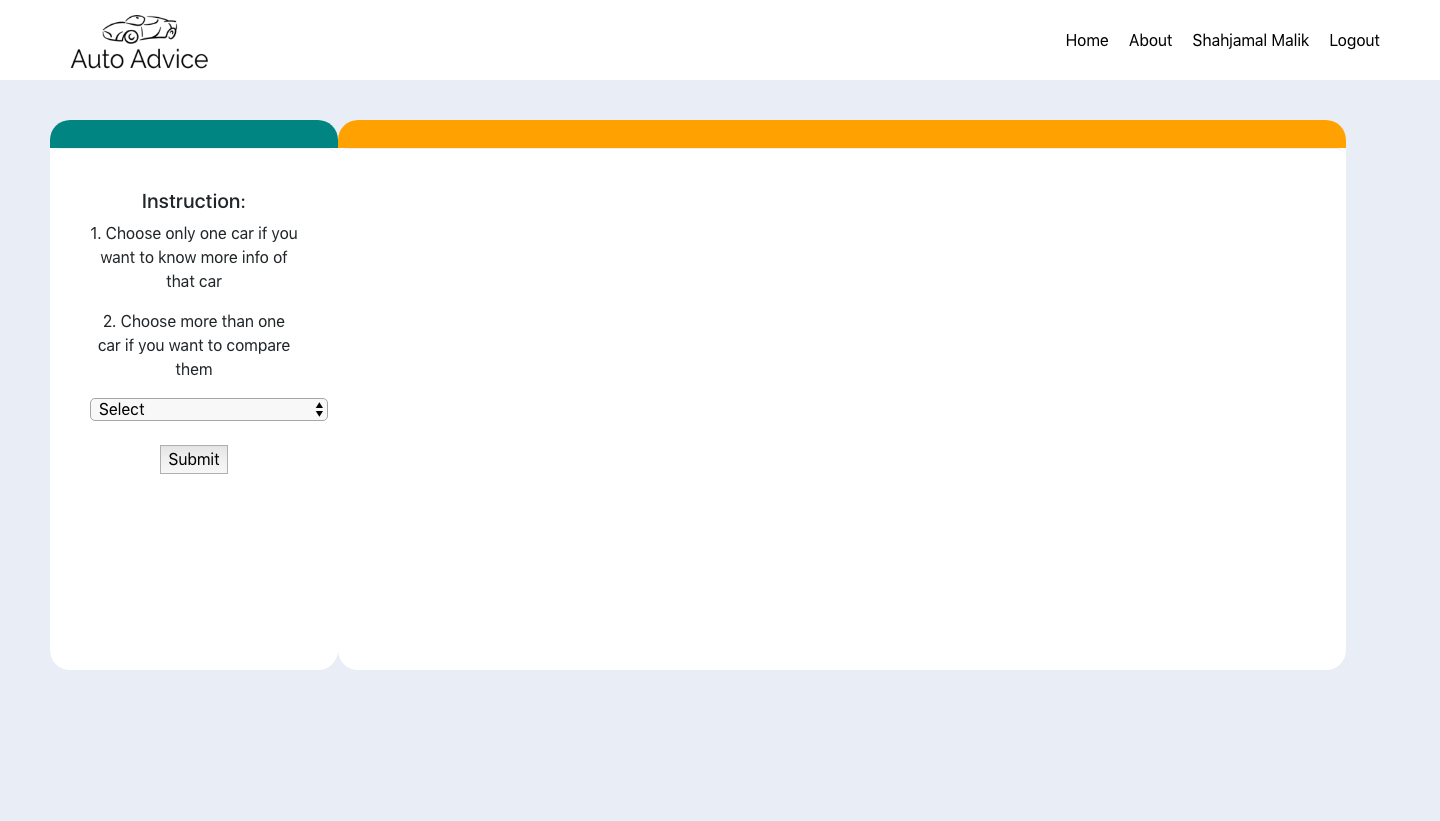 Auto Advice
Home About Shahjamal Malik Logout
Instruction:
1. Choose only one car if you
want to know more info of
that car
2. Choose more than one
car if you want to compare
them
Select
Submit